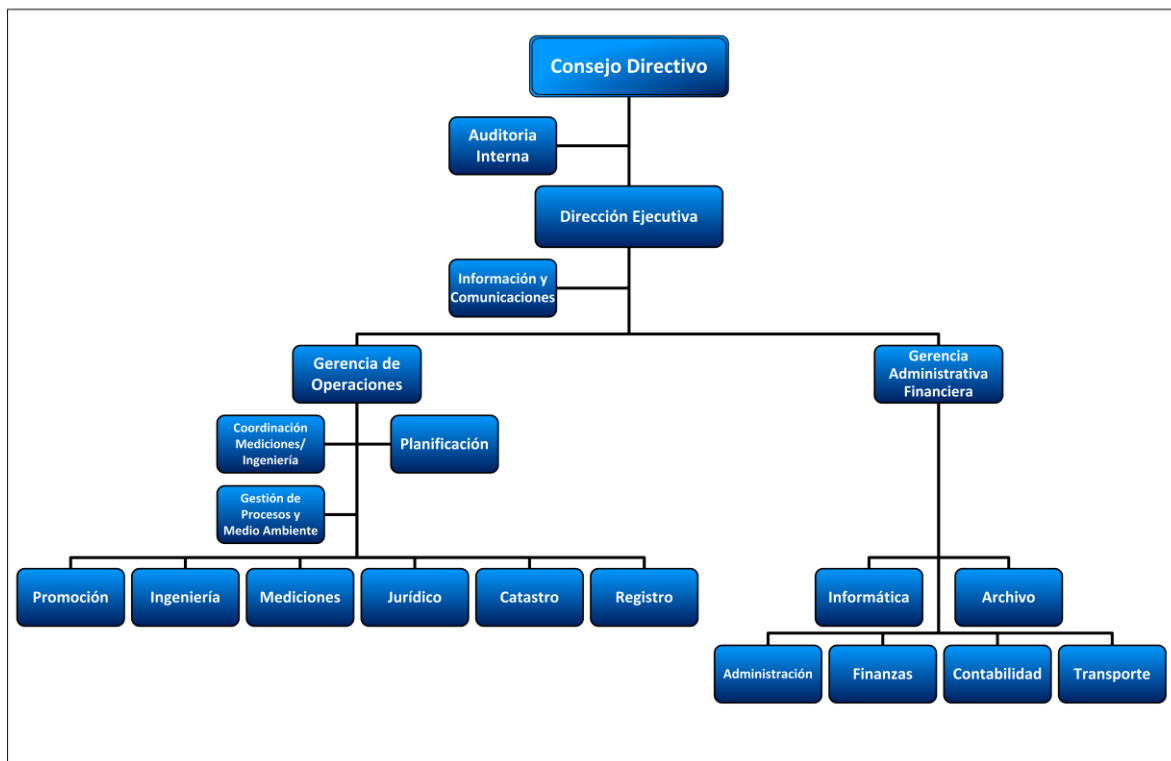 Consejo Directivo
Auditoria
Interna
Dirección Ejecutiva
Información y
Comunicaciones
Gerencia de
Operaciones
Gerencia
Administrativa
Financiera
Coordinación
Mediciones/
Ingeniería
Planificación
Gestión de
Procesos y
Medio Ambiente
Promoción
Ingeniería
Mediciones
Jurídico
Catastro
Registro
Informática
Archivo
Administración
Finanzas
Contabilidad
Transporte